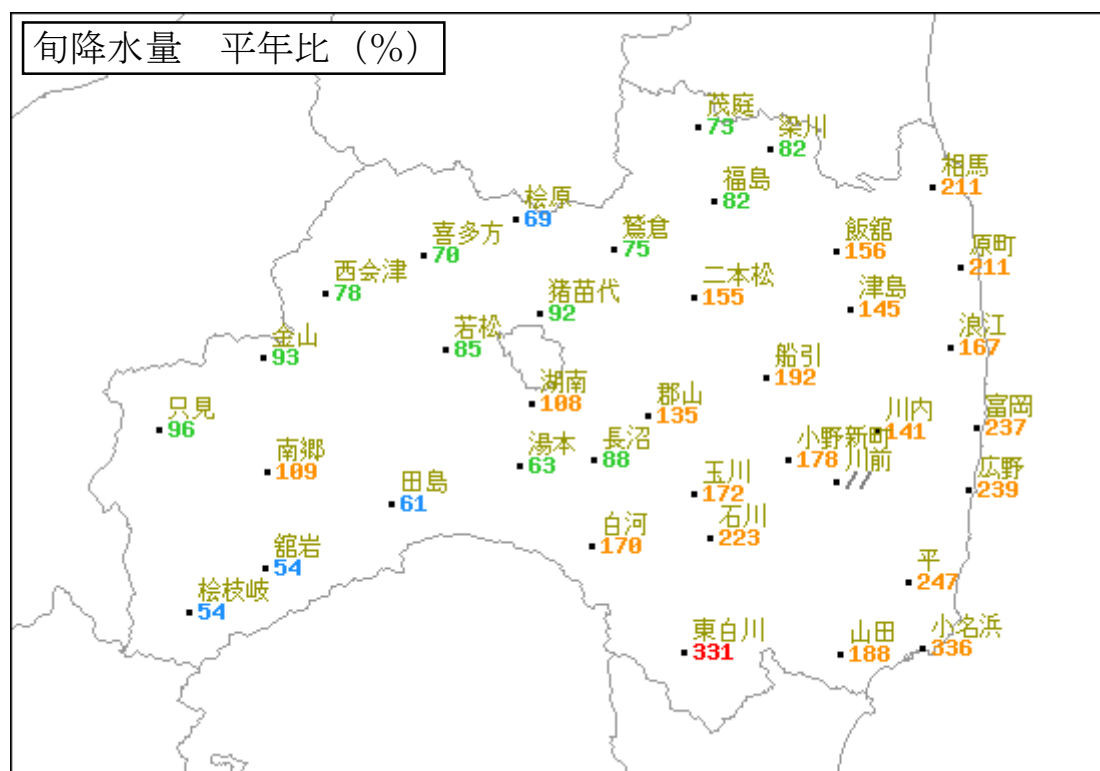 旬降水量　平年比（%）
茂庭
73
梁川
82
相馬
211
福島
82
桧原
69
鷲倉
75
喜多方
70
飯舘
156
原町
211
西会津
78
二本松
155
津島
145
猪苗代
92
若松
85
金山
93
浪江
167
船引
192
湖南
108
郡山
135
只見
96
川内
141
富岡
237
南郷
109
湯本
63
長沼
88
小野新町
178
川前
//
広野
239
田島
61
玉川
172
石川
223
白河
170
舘岩
54
桧枝岐
54
平
247
東白川
331
山田
188
小名浜
336